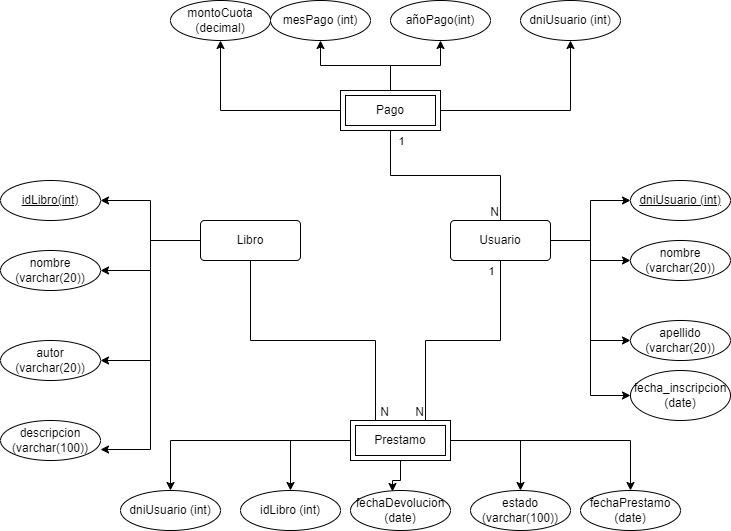 montoCuota
(decimal)
mesPago (int)
añoPago(int)
dniUsuario (int)
Pago
1
N
idLibro(int)
nombre
(varchar(20))
autor
(varchar(20))
descripcion
(varchar(100))
Libro
Usuario
1
dniUsuario (int)
nombre
(varchar(20))
apellido
(varchar(20))
fecha_inscripcion
(date)
N
N
Prestamo
dniUsuario (int)
idLibro (int)
fechaDevolucion
(date)
estado
(varchar(100))
fechaPrestamo
(date)